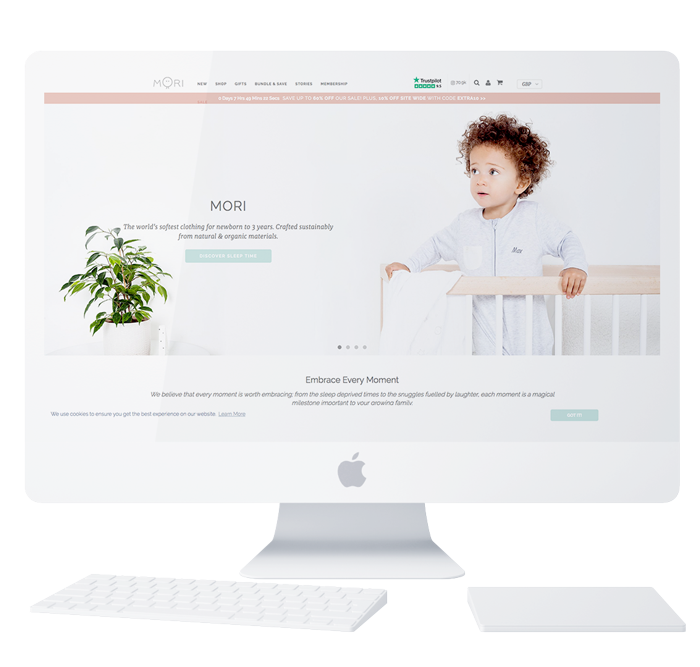 MORI NEW SHOP GIFTS BUNDLE & SAVE STORIES MEMBERSHIP Trustpilot 9.5 GBP
SAVE UP TO 60% OFF OUR SALE! PLUS, 10% OFF SITE WIDE WITH CODE
MORI
The world's softest clothing for newborn to 3 years. Crafted sustainably
from natural & organic materials.
DISCOVER SLEEP TIME
Embrace Every Moment
We believe that every moment is worth embracing; from the sleep deprived times to the snuggles fuelled by laughter, each moment is a magical
milestone important to your growing family.
We use cookies to ensure you get the best experience on our website. Learn More
GOT IT!